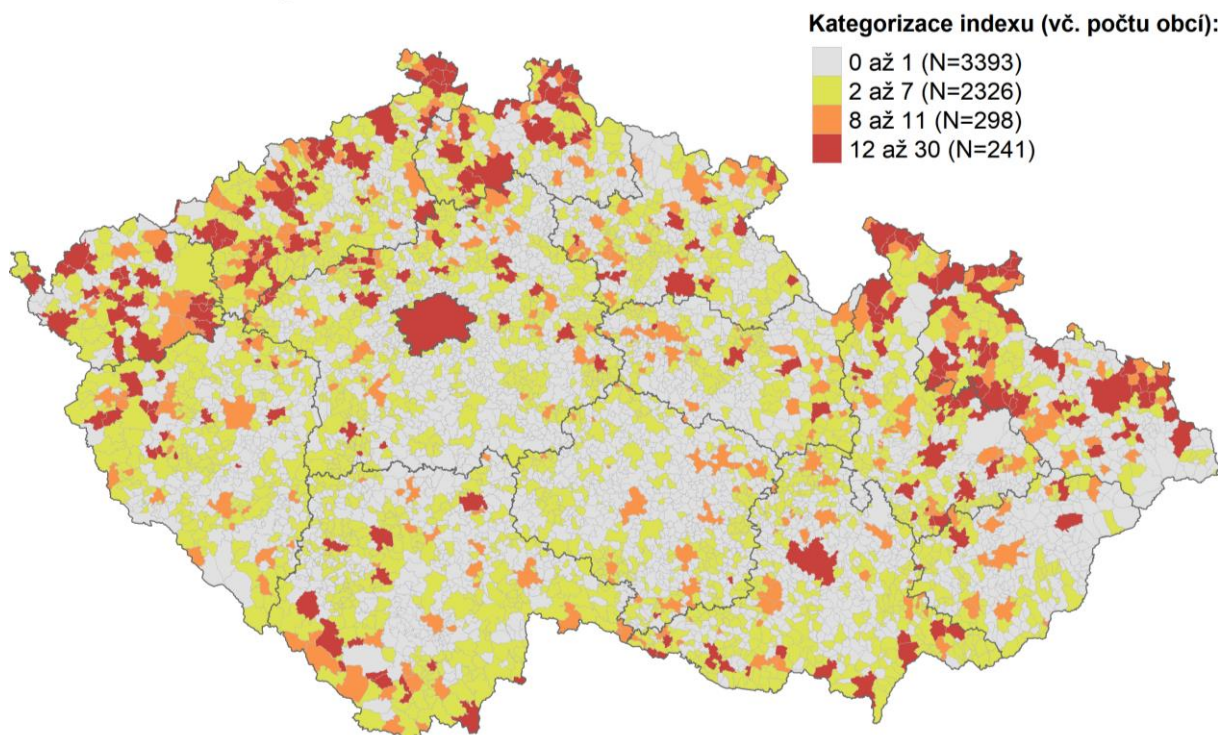 Kategorizace indexu (vč. počtu obcí):
0 až 1 (N=3393)
2 až 7 (N=2326)
8 až 11 (N=298)
12 až 30 (N=241)